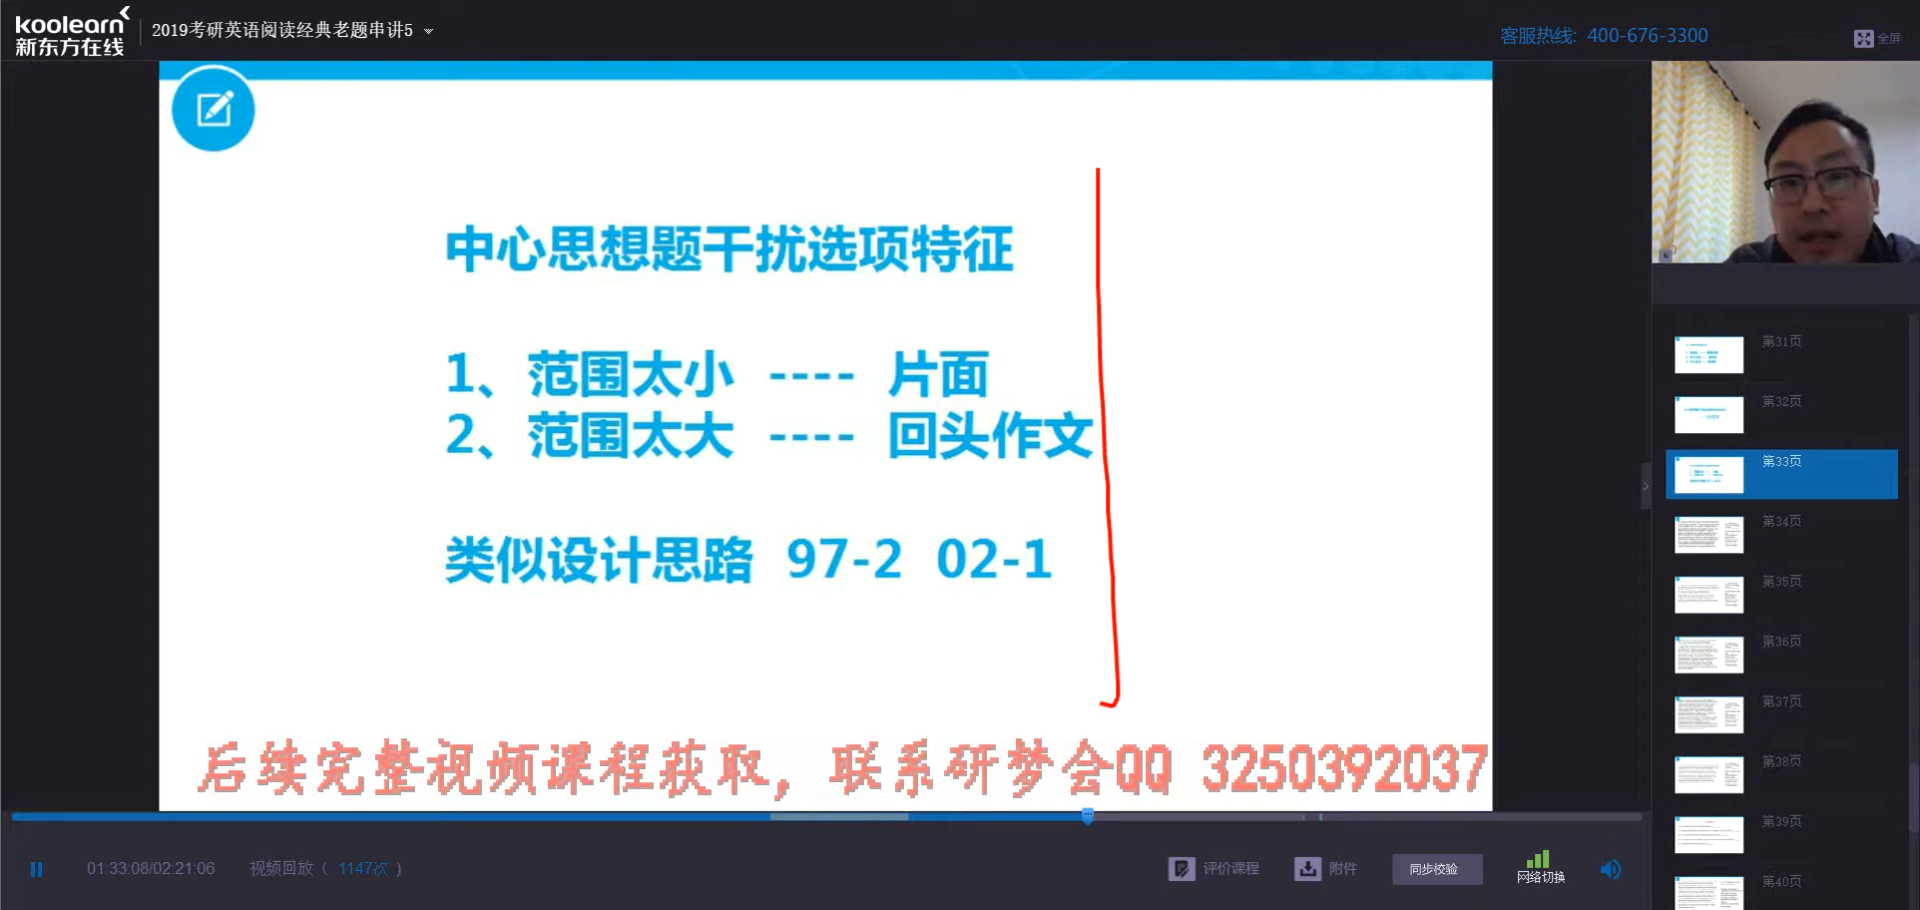 koolearn
新东方在线
2019考研英语阅读经典老题串讲5
客服热线: 400-676-3300
全屏
中心思想题干扰选项特征
1、范围太小 ---- 片面
2、范围太大 ---- 回头作文
类似设计思路 97-2 02-1
后续完整视频课程获取，联系研梦会QQ 3250392037
第31页
第32页
第33页
第34页
第35页
第36页
第37页
第38页
第39页
第40页
01:33:08/02:21:06
视频回放（ 1147次 ）
评价课程
附件
同步校验
网络切换